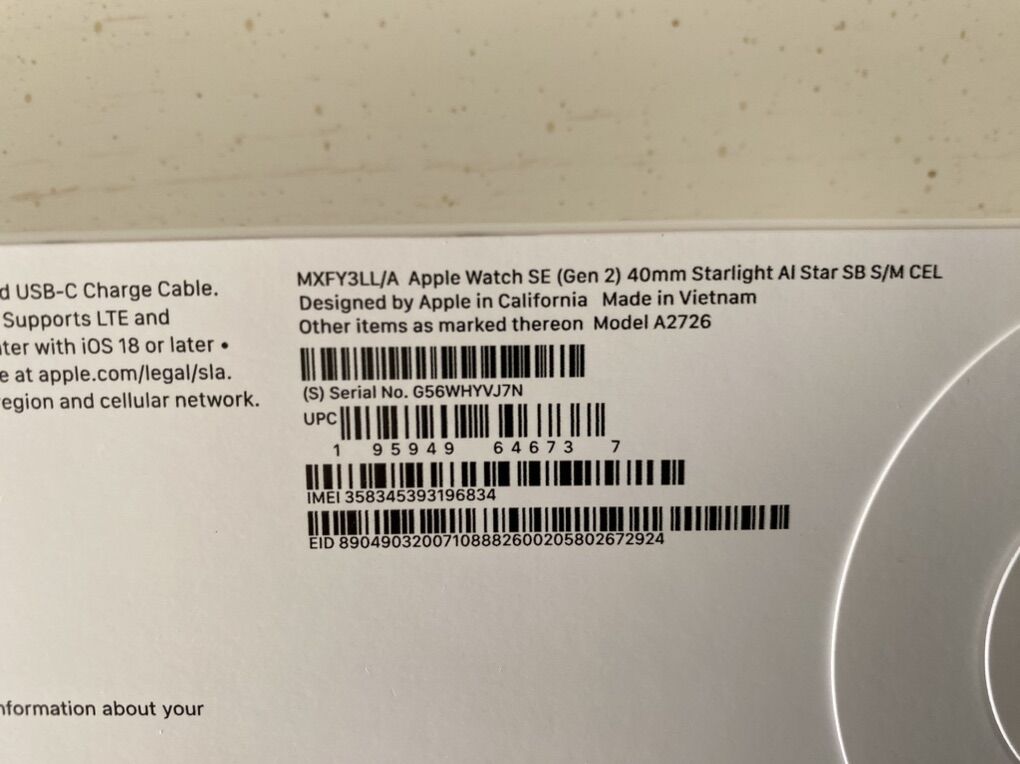 d USB-C Charge Cable.
Supports LTE and
ter with iOS 18 or later •
e at apple.com/legal/sla.
egion and cellular network.
nformation about your
MXFY3LL/A Apple Watch SE (Gen 2) 40mm Starlight Al Star SB S/M CEL
Designed by Apple in California Made in Vietnam
Other items as marked thereon Model A2726
(S) Serial No. G56WHYVJ7N
UPC
1 95949 64673 7
IMEI 358345393196834
EID 89049032007108882600205802672924